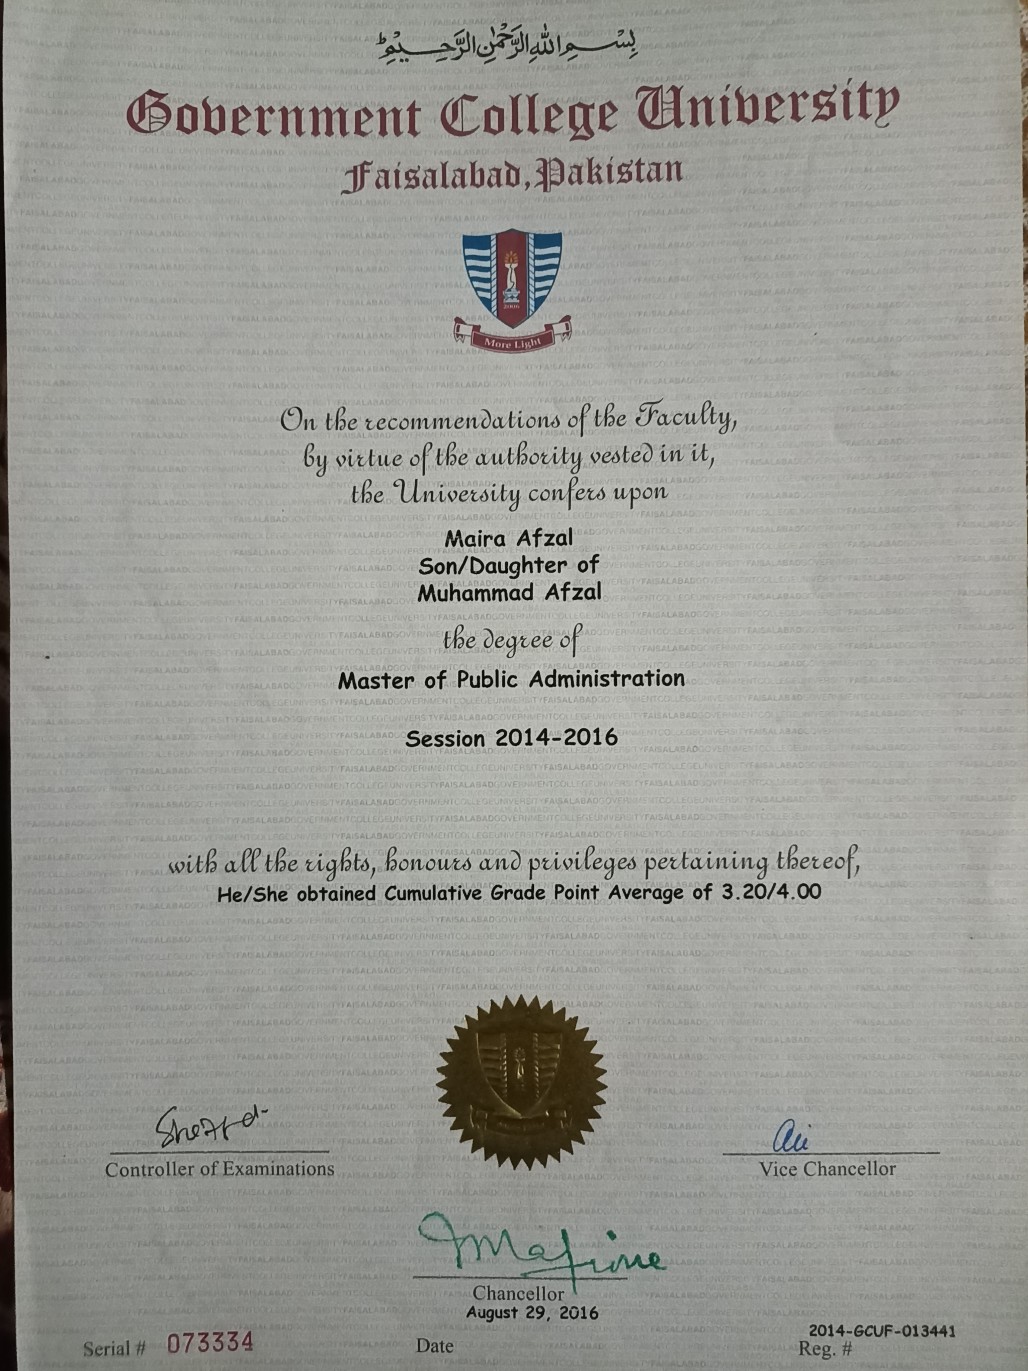 بِسْمِ اللهِ الرَّحْمٰنِ الرَّحِيْمِ
Government College University
Faisalabad, Pakistan
2006
More Light
On the recommendations of the Faculty,
by virtue of the authority vested in it,
the University confers upon
Maira Afzal
Son/Daughter of
Muhammad Afzal
the degree of
Master of Public Administration
Session 2014-2016
with all the rights, honours and privileges pertaining thereof,
He/She obtained Cumulative Grade Point Average of 3.20/4.00
Controller of Examinations
Vice Chancellor
Chancellor
August 29, 2016
Serial # 073334
Date
2014-GCUF-013441
Reg. #